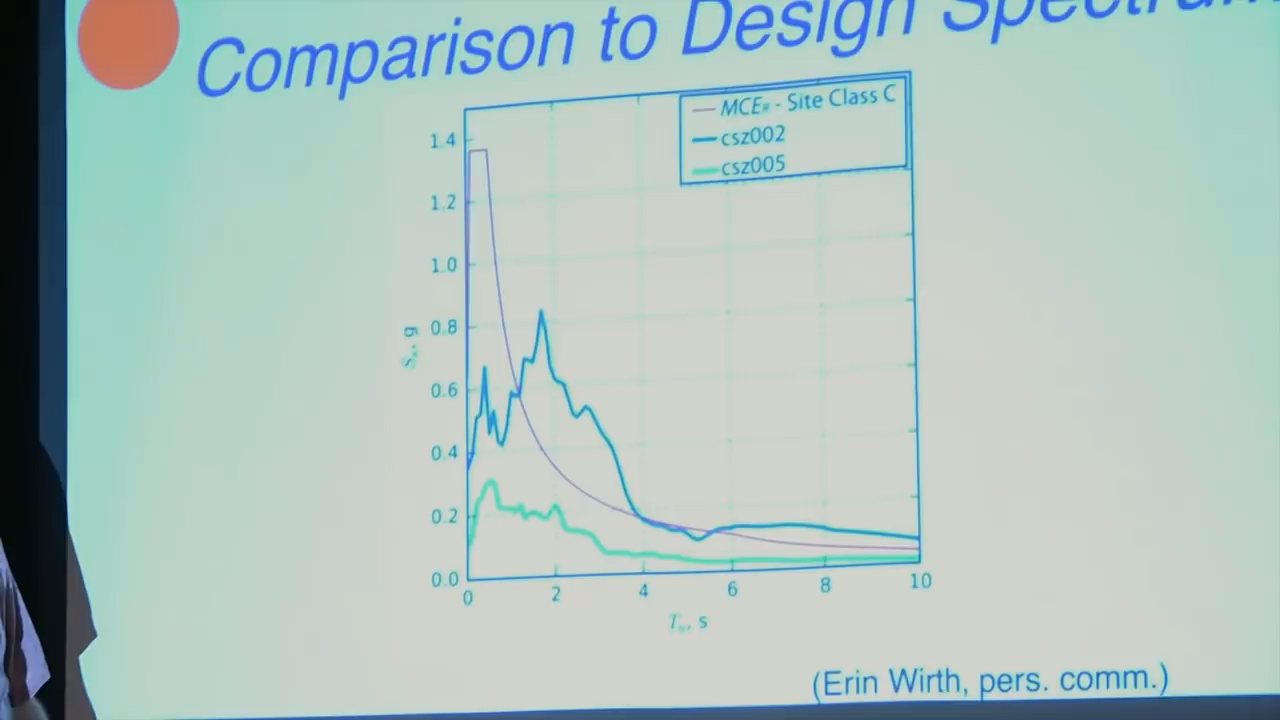 Comparison to Design Spectrum
MCE_R - Site Class C
csz002
csz005
1.4
1.2
1.0
0.8
0.6
0.4
0.2
0.0
g
0 2 4 6 8 10
s
(Erin Wirth, pers. comm.)